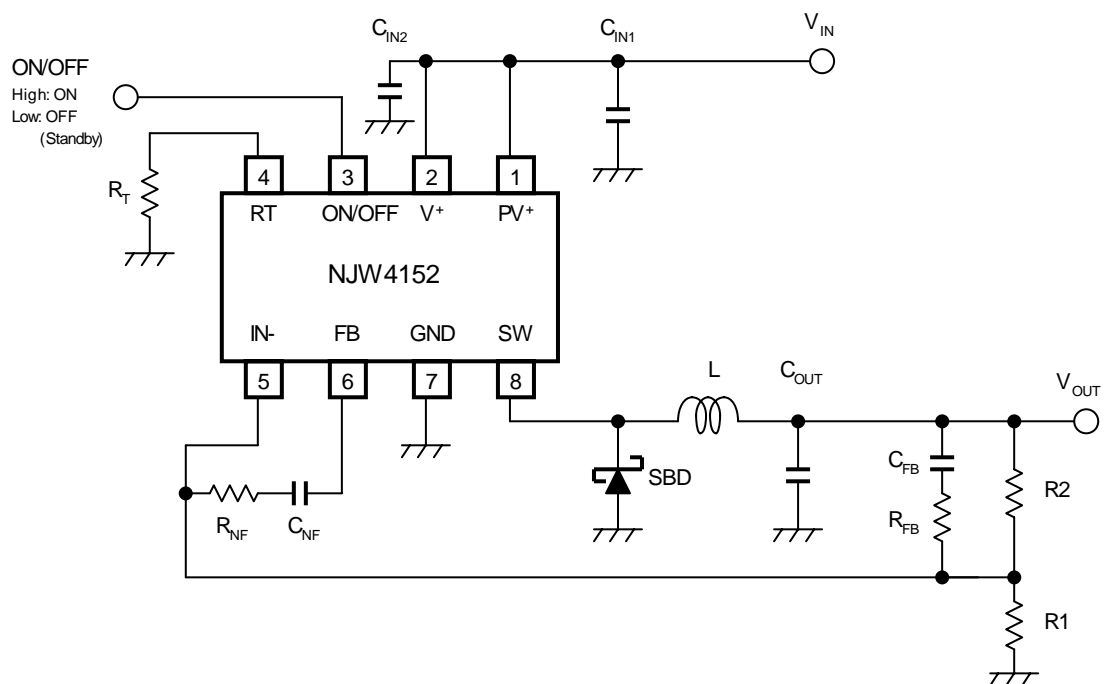 C_IN2
C_IN1
V_IN
ON/OFF
High: ON
Low: OFF
(Standby)
R_T
4
3
2
1
RT
ON/OFF
V+
PV+
NJW4152
IN-
FB
GND
SW
5
6
7
8
L
C_OUT
V_OUT
SBD
C_FB
R_FB
R2
R_NF
C_NF
R1